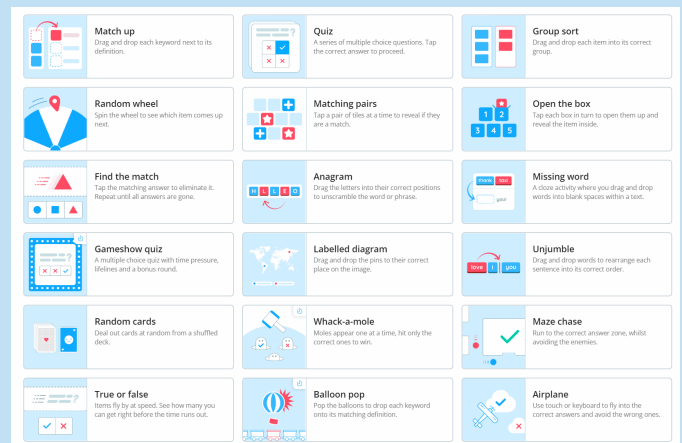 Match up
Drag and drop each keyword next to its
definition.
Quiz
A series of multiple choice questions. Tap
the correct answer to proceed.
Group sort
Drag and drop each item into its correct
group.
Random wheel
Spin the wheel to see which item comes up
next.
Matching pairs
Tap a pair of tiles at a time to reveal if they
are a match.
1 2
3 4 5
Open the box
Tap each box in turn to open them up and
reveal the item inside.
Find the match
Tap the matching answer to eliminate it.
Repeat until all answers are gone.
H L L E O
Anagram
Drag the letters into their correct positions
to unscramble the word or phrase.
thank taxi
you!
Missing word
A cloze activity where you drag and drop
words into blank spaces within a text.
Gameshow quiz
A multiple choice quiz with time pressure,
lifelines and a bonus round.
Labelled diagram
Drag and drop the pins to their correct
place on the image.
love I you
Unjumble
Drag and drop words to rearrange each
sentence into its correct order.
Random cards
Deal out cards at random from a shuffled
deck.
Whack-a-mole
Moles appear one at a time, hit only the
correct ones to win.
Maze chase
Run to the correct answer zone, whilst
avoiding the enemies.
True or false
Items fly by at speed. See how many you
can get right before the time runs out.
Balloon pop
Pop the balloons to drop each keyword
onto its matching definition.
Airplane
Use touch or keyboard to fly into the
correct answers and avoid the wrong ones.